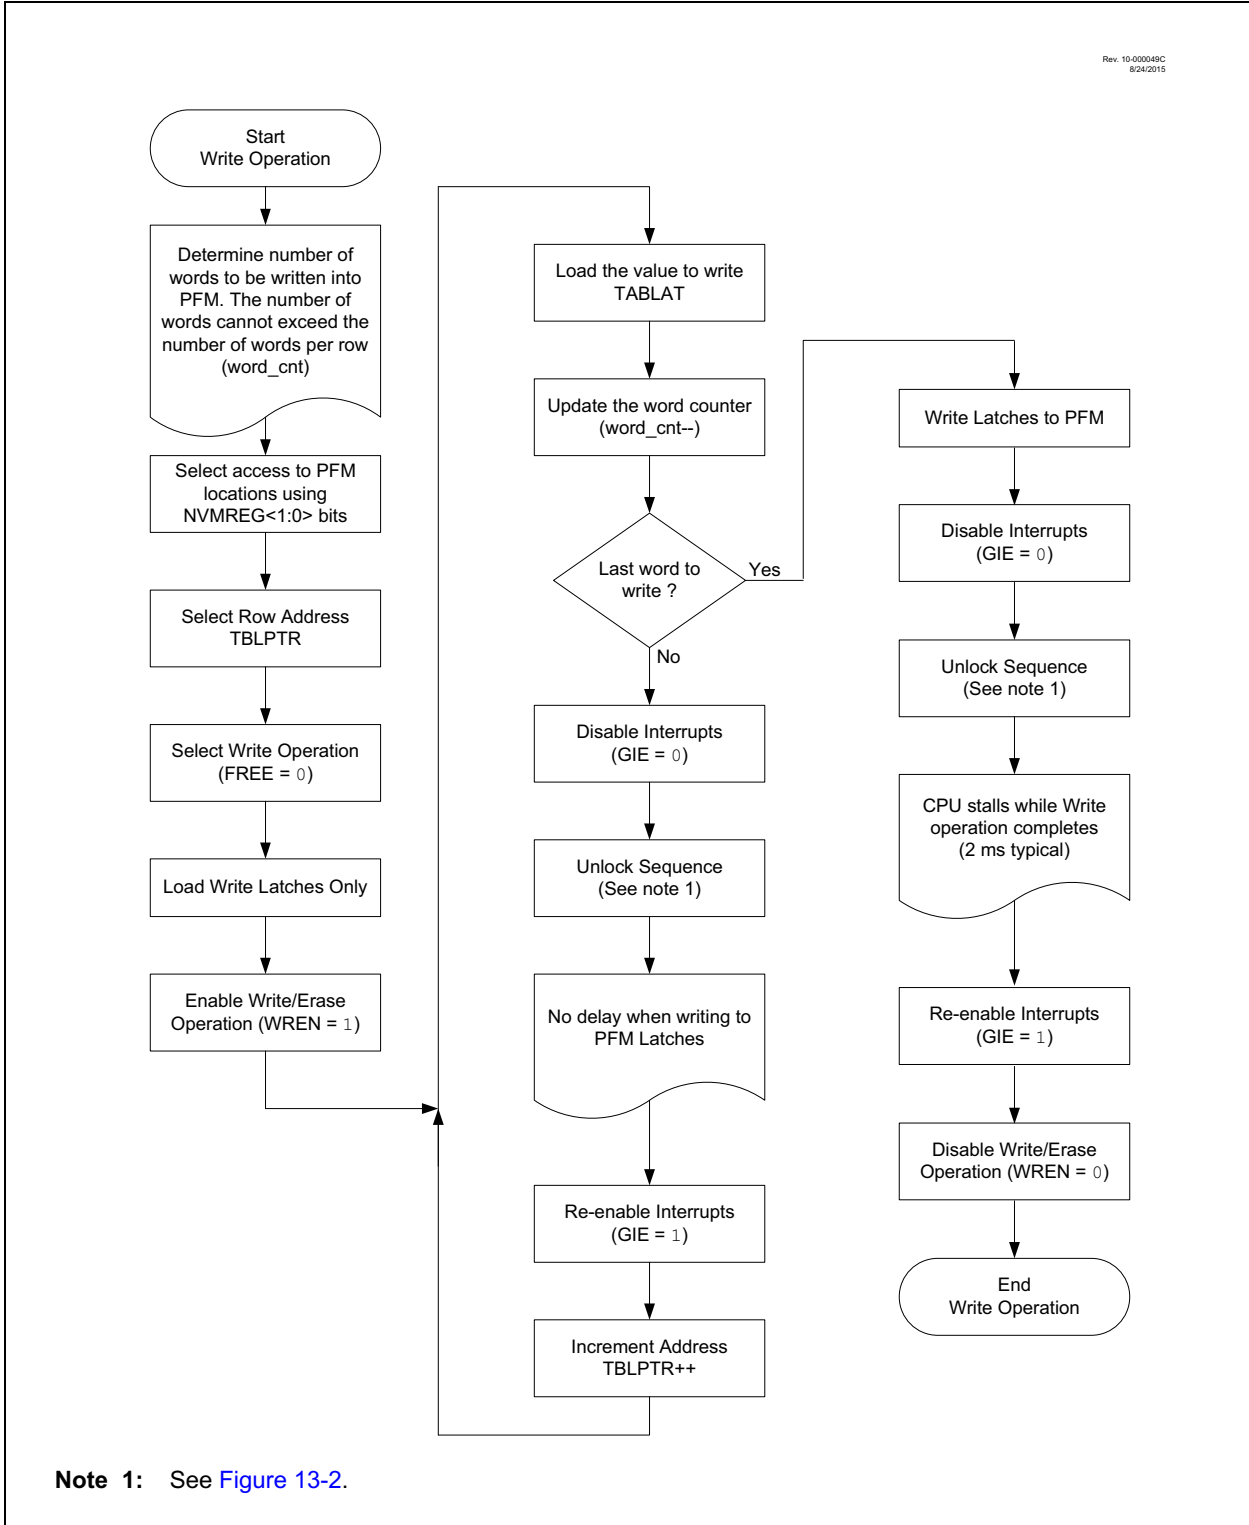 Rev. 10-000049C
8/24/2015
Start
Write Operation
Determine number of
words to be written into
PFM. The number of
words cannot exceed the
number of words per row
(word_cnt)
Select access to PFM
locations using
NVMREG<1:0> bits
Select Row Address
TBLPTR
Select Write Operation
(FREE = 0)
Load Write Latches Only
Enable Write/Erase
Operation (WREN = 1)
Load the value to write
TABLAT
Update the word counter
(word_cnt--)
Last word to
write ?
Yes
No
Disable Interrupts
(GIE = 0)
Unlock Sequence
(See note 1)
No delay when writing to
PFM Latches
Re-enable Interrupts
(GIE = 1)
Increment Address
TBLPTR++
Write Latches to PFM
Disable Interrupts
(GIE = 0)
Unlock Sequence
(See note 1)
CPU stalls while Write
operation completes
(2 ms typical)
Re-enable Interrupts
(GIE = 1)
Disable Write/Erase
Operation (WREN = 0)
End
Write Operation
Note 1: See Figure 13-2.